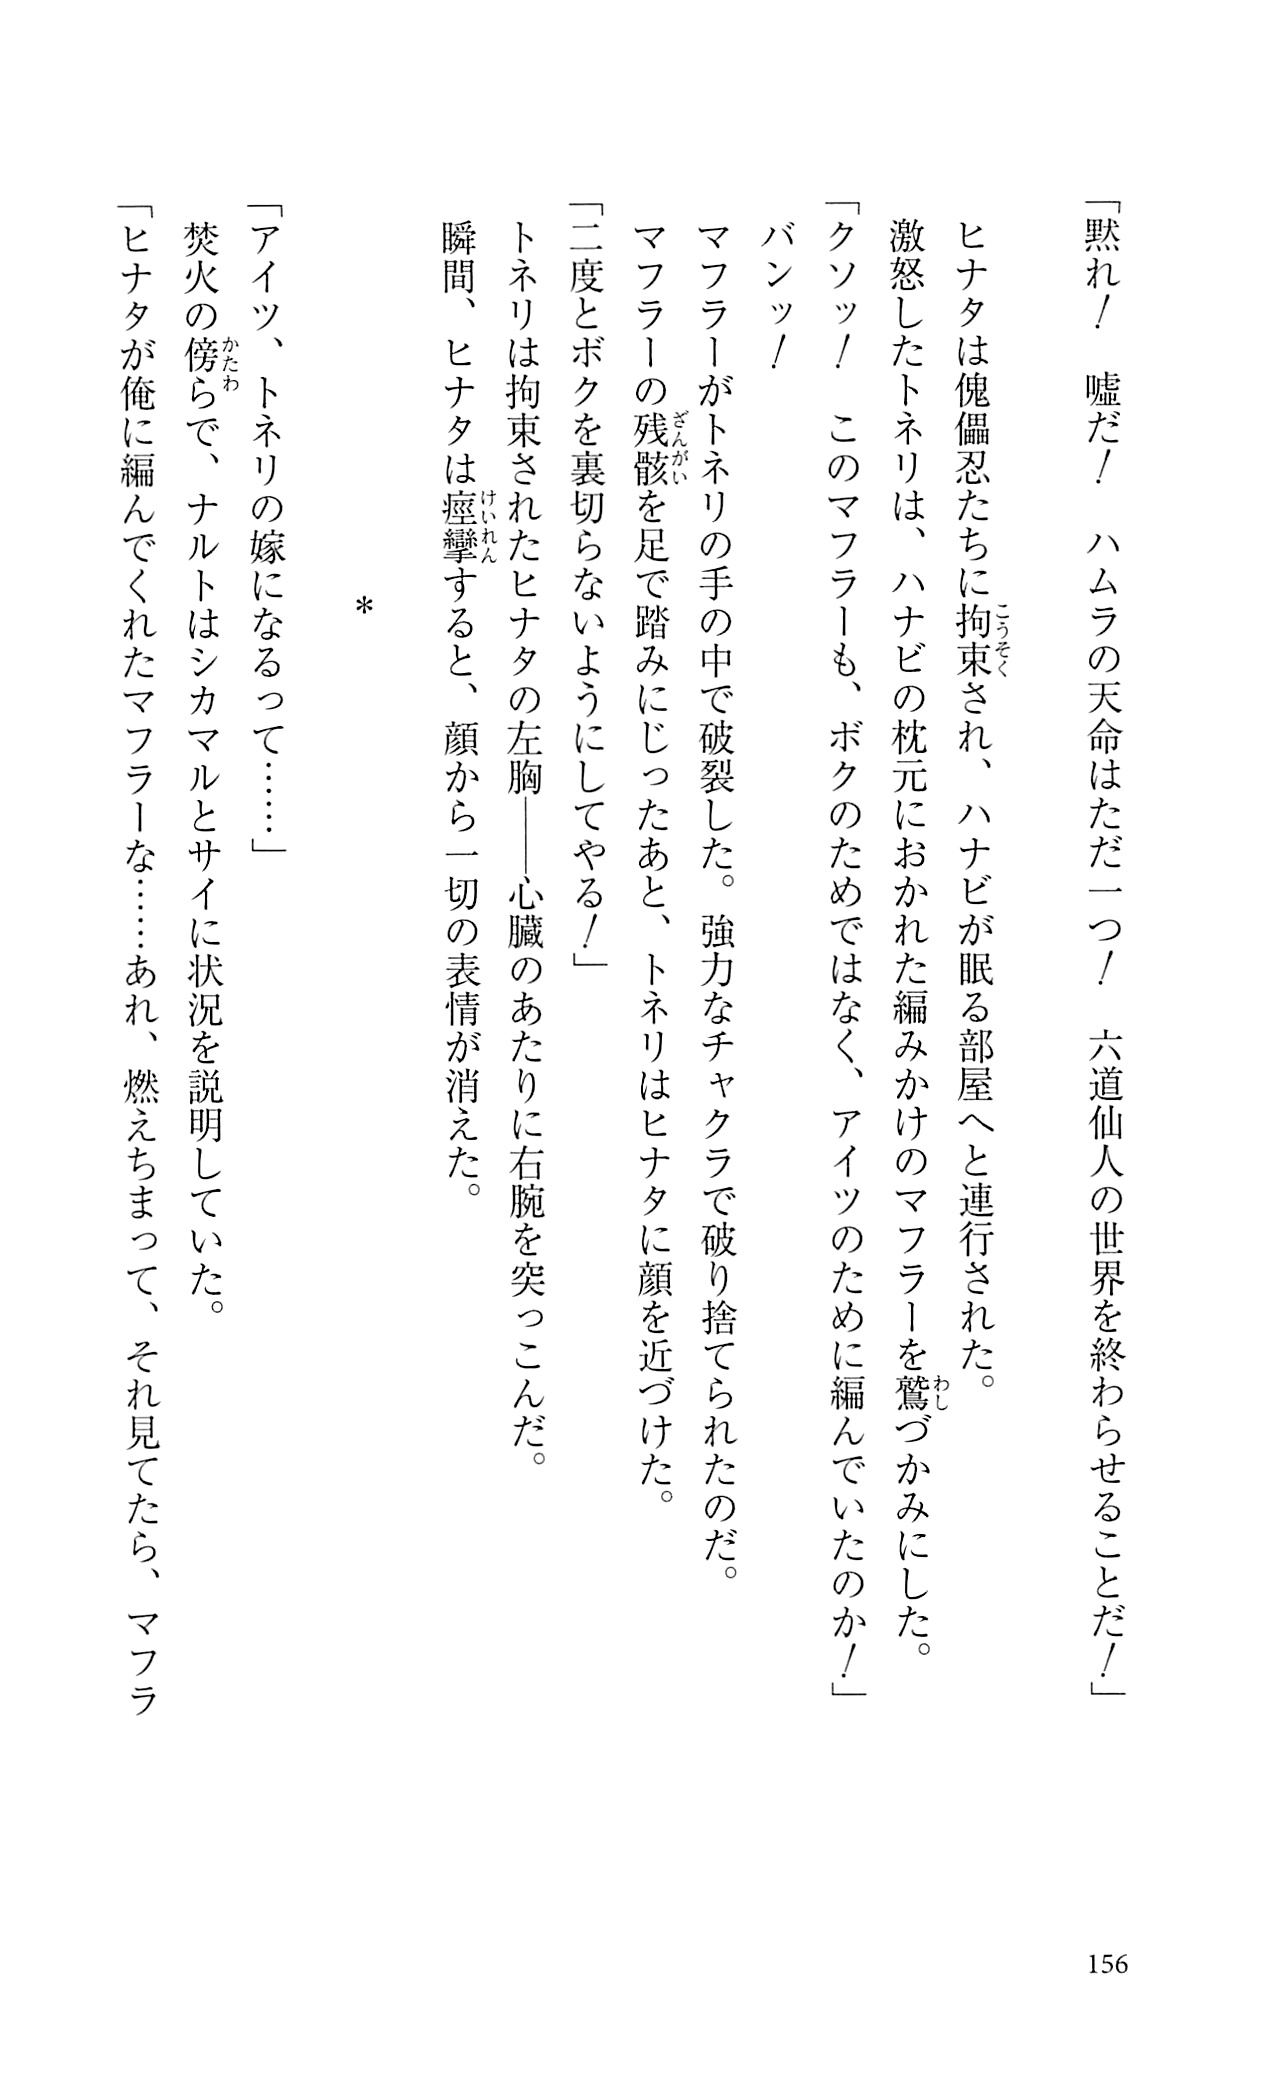 「黙れ！　嘘だ！　ハムラの天命はただ一つ！　六道仙人の世界を終わらせることだ！」
ヒナタは傀儡忍たちに拘束され、ハナビが眠る部屋へと連行された。
こうそく
激怒したトネリは、ハナビの枕元におかれた編みかけのマフラーを鷲づかみにした。
わし
「クソッ！　このマフラーも、ボクのためではなく、アイツのために編んでいたのか！」
バンッ！
マフラーがトネリの手の中で破裂した。強力なチャクラで破り捨てられたのだ。
マフラーの残骸を足で踏みにじったあと、トネリはヒナタに顔を近づけた。
ざんがい
「二度とボクを裏切らないようにしてやる！」
トネリは拘束されたヒナタの左胸――心臓のあたりに右腕を突っこんだ。
瞬間、ヒナタは痙攣すると、顔から一切の表情が消えた。
けいれん
＊
「アイツ、トネリの嫁になるって……」
焚火の傍らで、ナルトはシカマルとサイに状況を説明していた。
かたわ
「ヒナタが俺に編んでくれたマフラーな……あれ、燃えちまって、それ見てたら、マフラ
156